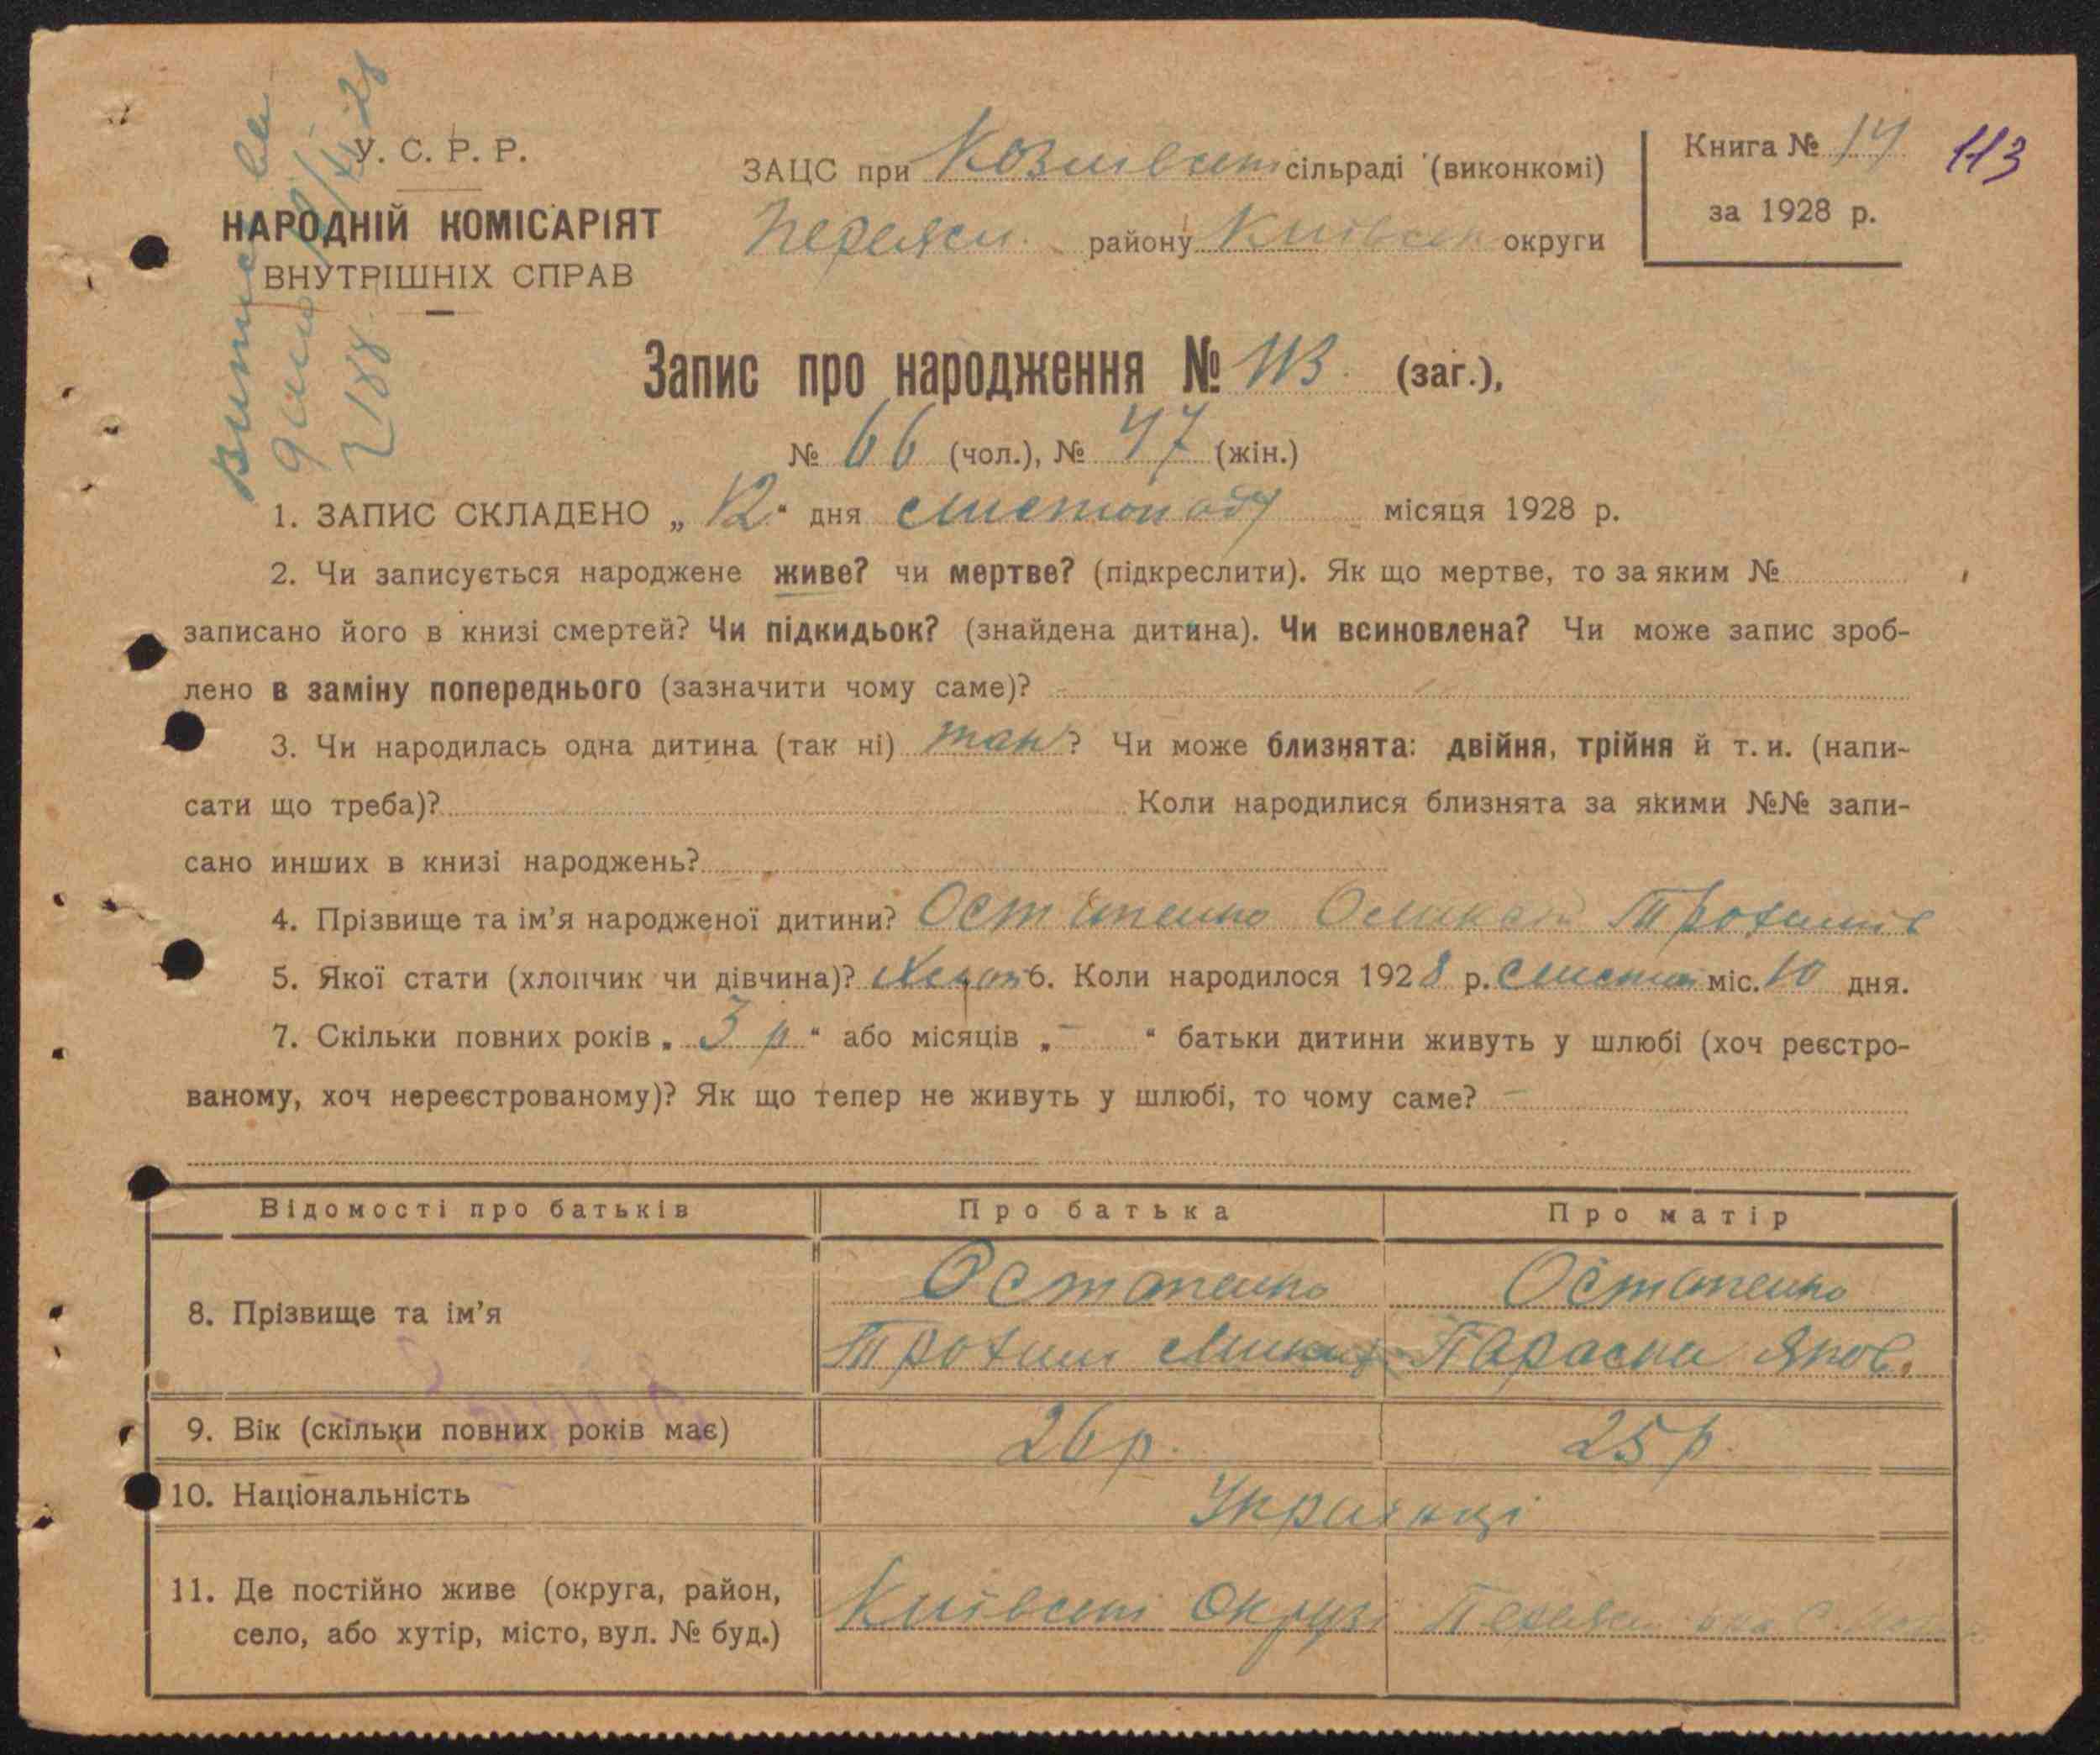 У. С. Р. Р.
НАРОДНІЙ КОМІСАРІЯТ
ВНУТРІШНІХ СПРАВ
ЗАЦС при сільраді (виконкомі)
Переясл. району Київськ округи
Книга № 14
за 1928 р.
113
Запис про народження № 113. (заг.),
№ 66 (чол.), № 47 (жін.)
1. ЗАПИС СКЛАДЕНО „ 12 " дня листопаду місяця 1928 р.
2. Чи записується народжене живе? чи мертве? (підкреслити). Як що мертве, то за яким №
записано його в книзі смертей? Чи підкидьок? (знайдена дитина). Чи всиновлена? Чи може запис зроб-
лено в заміну попереднього (зазначити чому саме)? -
3. Чи народилась одна дитина (так ні) так ? Чи може близнята: двійня, трійня й т. и. (напи-
сати що треба)? Коли народилися близнята за якими №№ запи-
сано инших в книзі народжень?
4. Прізвище та ім’я народженої дитини? Остапенко Трохимів
5. Якої стати (хлопчик чи дівчина)? Хлопч 6. Коли народилося 1928 р. листоп міс. 10 дня.
7. Скільки повних років „ 3 р " або місяців „ - " батьки дитини живуть у шлюбі (хоч реєстро-
ваному, хоч нереєстрованому)? Як що тепер не живуть у шлюбі, то чому саме? -
Відомості про батьків Про батька Про матір
8. Прізвище та ім’я Остапенко Остапенко
Трохим Параска Яков.
9. Вік (скільки повних років має) 26 р. 25 р.
10. Національність Українці
11. Де постійно живе (округа, район, село, або хутір, місто, вул. № буд.) Київськ Округи Переясл